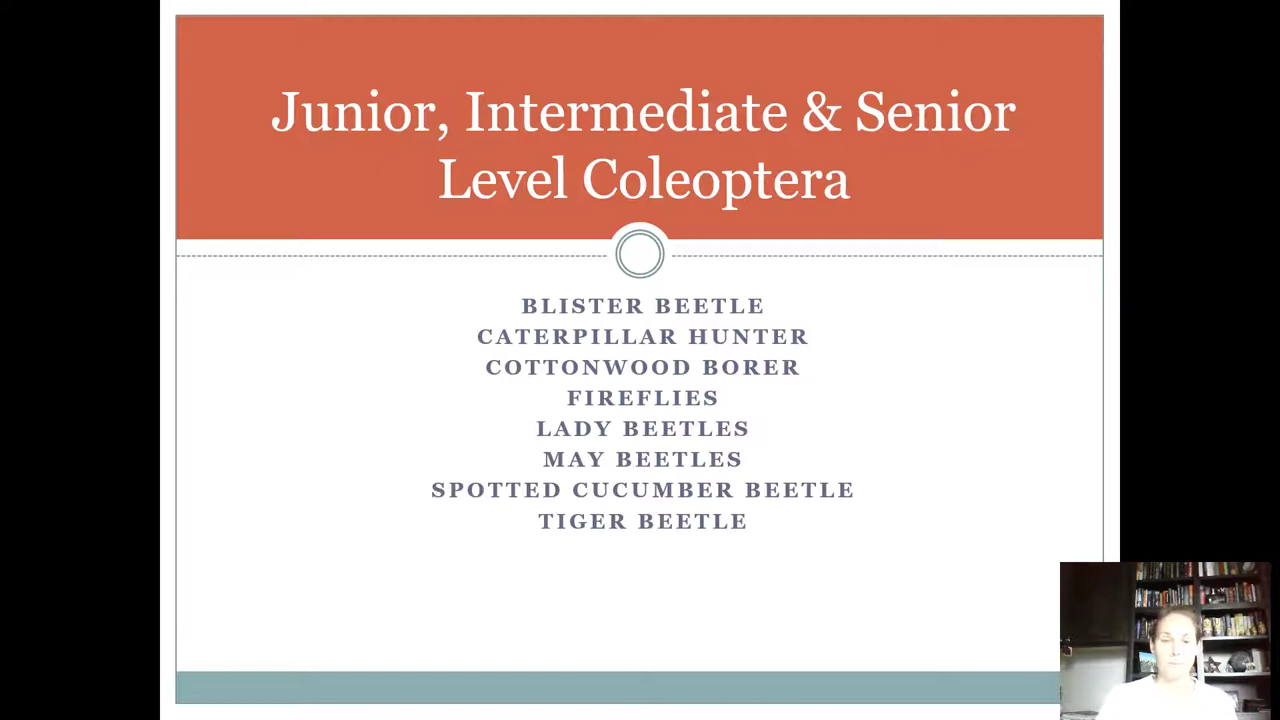 Junior, Intermediate & Senior
Level Coleoptera
BLISTER BEETLE
CATERPILLAR HUNTER
COTTONWOOD BORER
FIREFLIES
LADY BEETLES
MAY BEETLES
SPOTTED CUCUMBER BEETLE
TIGER BEETLE